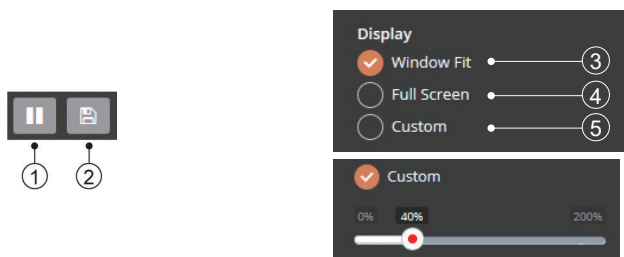 1 2
Display
Window Fit 3
Full Screen 4
Custom 5
Custom
0% 40% 200%